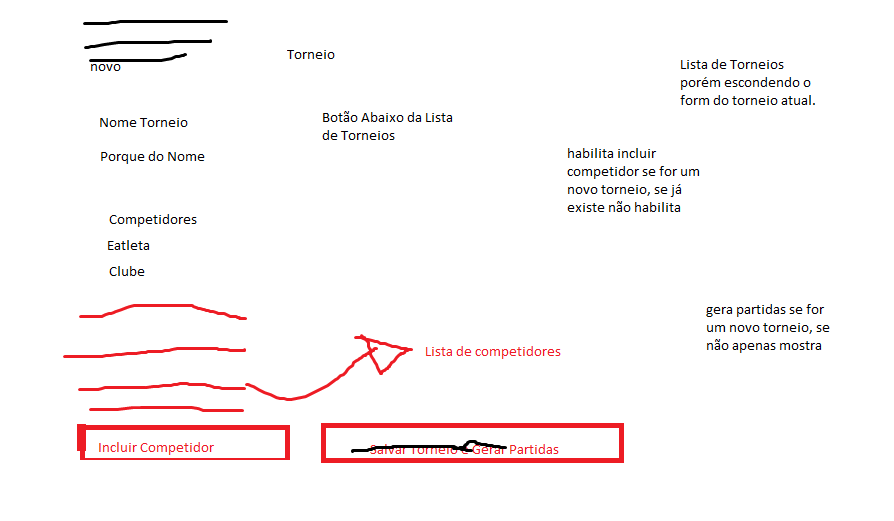 novo
Torneio
Lista de Torneios
porém escondendo o
form do torneio atual.
Nome Torneio
Botão Abaixo da Lista
de Torneios
Porque do Nome
habilita incluir
competidor se for um
novo torneio, se já
existe não habilita
Competidores
Eatleta
Clube
gera partidas se for
um novo torneio, se
não apenas mostra
Lista de competidores
Incluir Competidor
Salvar Torneio e Gerar Partidas